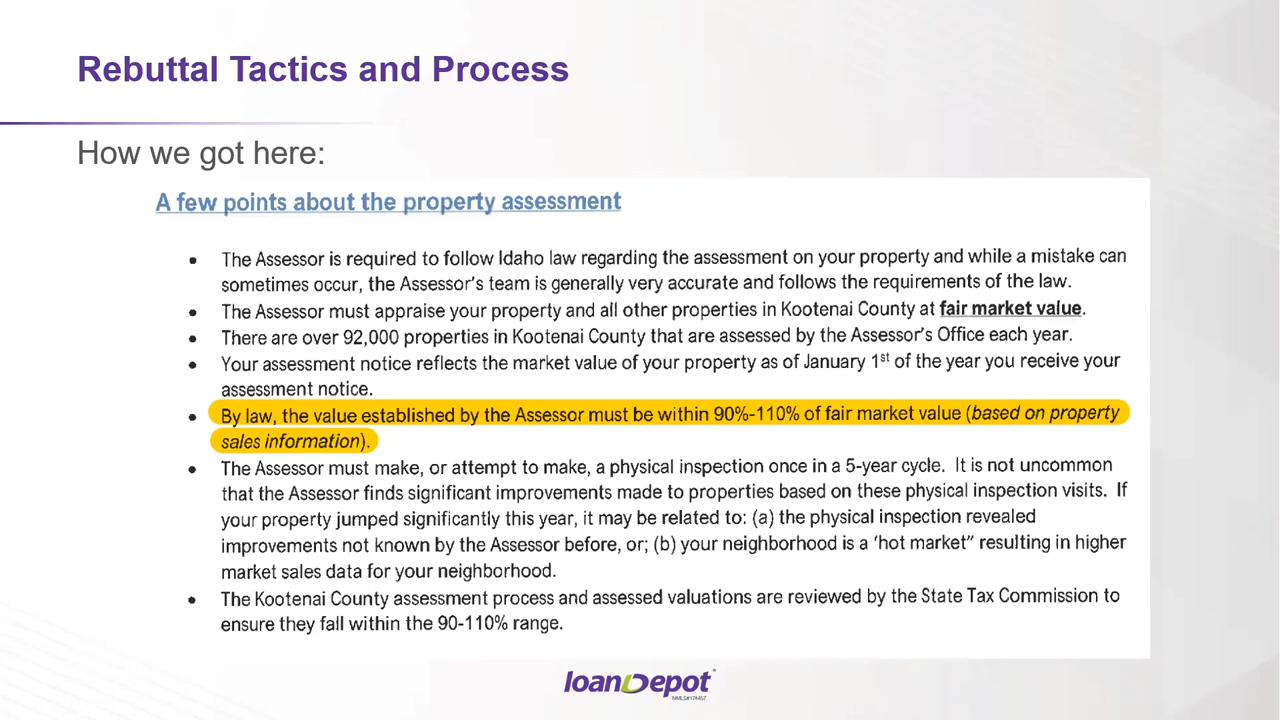 Rebuttal Tactics and Process
How we got here:
A few points about the property assessment
• The Assessor is required to follow Idaho law regarding the assessment on your property and while a mistake can
sometimes occur, the Assessor's team is generally very accurate and follows the requirements of the law.
• The Assessor must appraise your property and all other properties in Kootenai County at fair market value.
• There are over 92,000 properties in Kootenai County that are assessed by the Assessor's Office each year.
• Your assessment notice reflects the market value of your property as of January 1st of the year you receive your
assessment notice.
• By law, the value established by the Assessor must be within 90%-110% of fair market value (based on property
sales information).
• The Assessor must make, or attempt to make, a physical inspection once in a 5-year cycle. It is not uncommon
that the Assessor finds significant improvements made to properties based on these physical inspection visits. If
your property jumped significantly this year, it may be related to: (a) the physical inspection revealed
improvements not known by the Assessor before, or; (b) your neighborhood is a 'hot market" resulting in higher
market sales data for your neighborhood.
• The Kootenai County assessment process and assessed valuations are reviewed by the State Tax Commission to
ensure they fall within the 90-110% range.
loanDepot
NMLS#174457